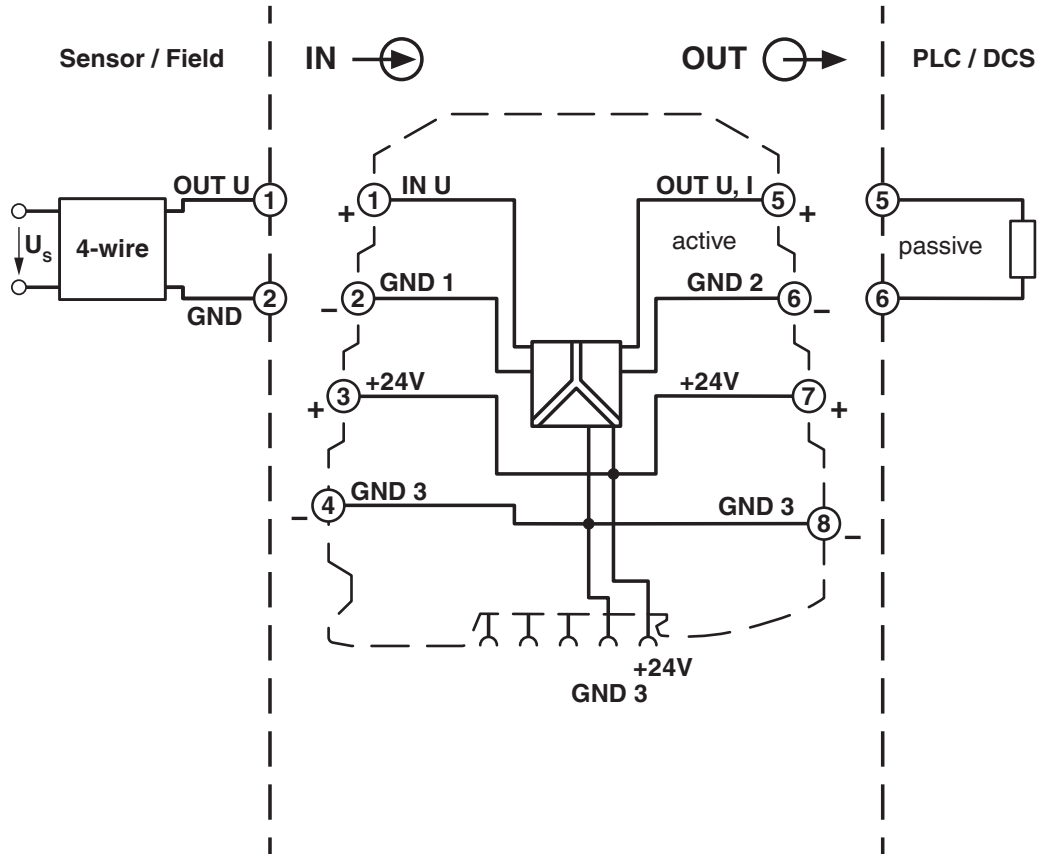 Sensor / Field
IN
OUT
PLC / DCS
OUT U
1
1
IN U
OUT U, I
5
5
+
+
US
4-wire
active
passive
GND 1
GND 2
2
2
6
6
GND
–
–
+24V
+24V
3
7
+
+
GND 3
GND 3
4
8
–
–
+24V
GND 3